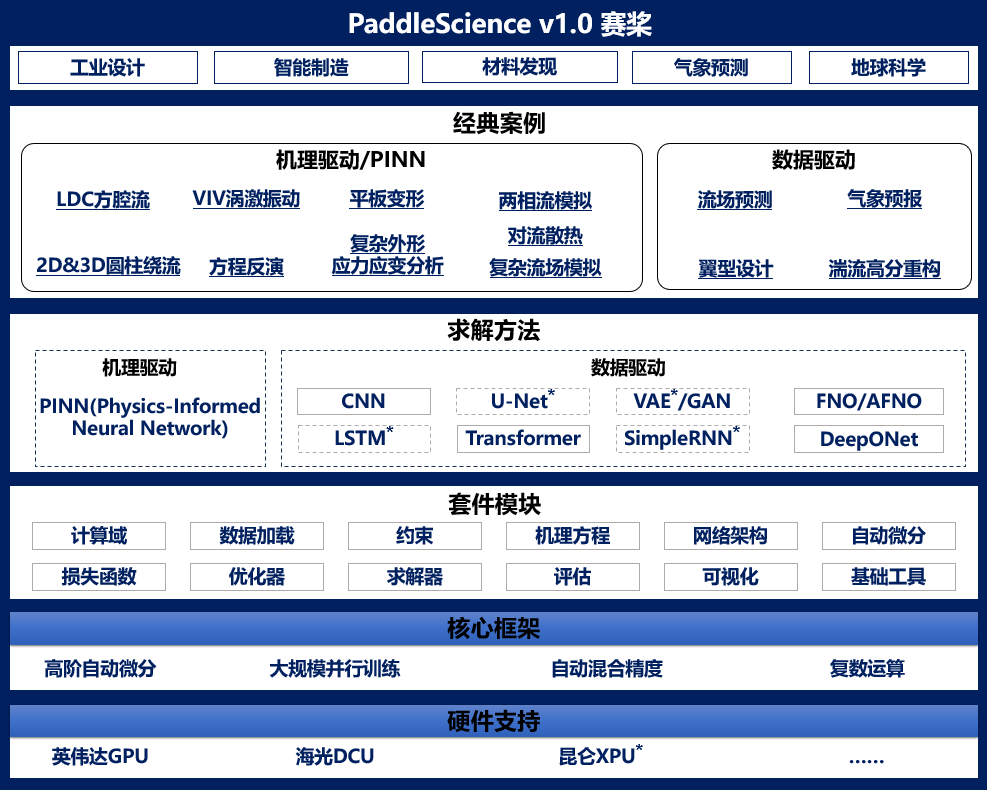 PaddleScience v1.0 赛桨
工业设计 智能制造 材料发现 气象预测 地球科学
经典案例
机理驱动/PINN
LDC方腔流 VIV涡激振动 平板变形 两相流模拟
对流散热
2D&3D圆柱绕流 方程反演 复杂外形
应力应变分析 复杂流场模拟
数据驱动
流场预测 气象预报
翼型设计 湍流高分重构
求解方法
机理驱动
PINN(Physics-Informed
Neural Network)
数据驱动
CNN U-Net* VAE*/GAN FNO/AFNO
LSTM* Transformer SimpleRNN* DeepONet
套件模块
计算域 数据加载 约束 机理方程 网络架构 自动微分
损失函数 优化器 求解器 评估 可视化 基础工具
核心框架
高阶自动微分 大规模并行训练 自动混合精度 复数运算
硬件支持
英伟达GPU 海光DCU 昆仑XPU* ……